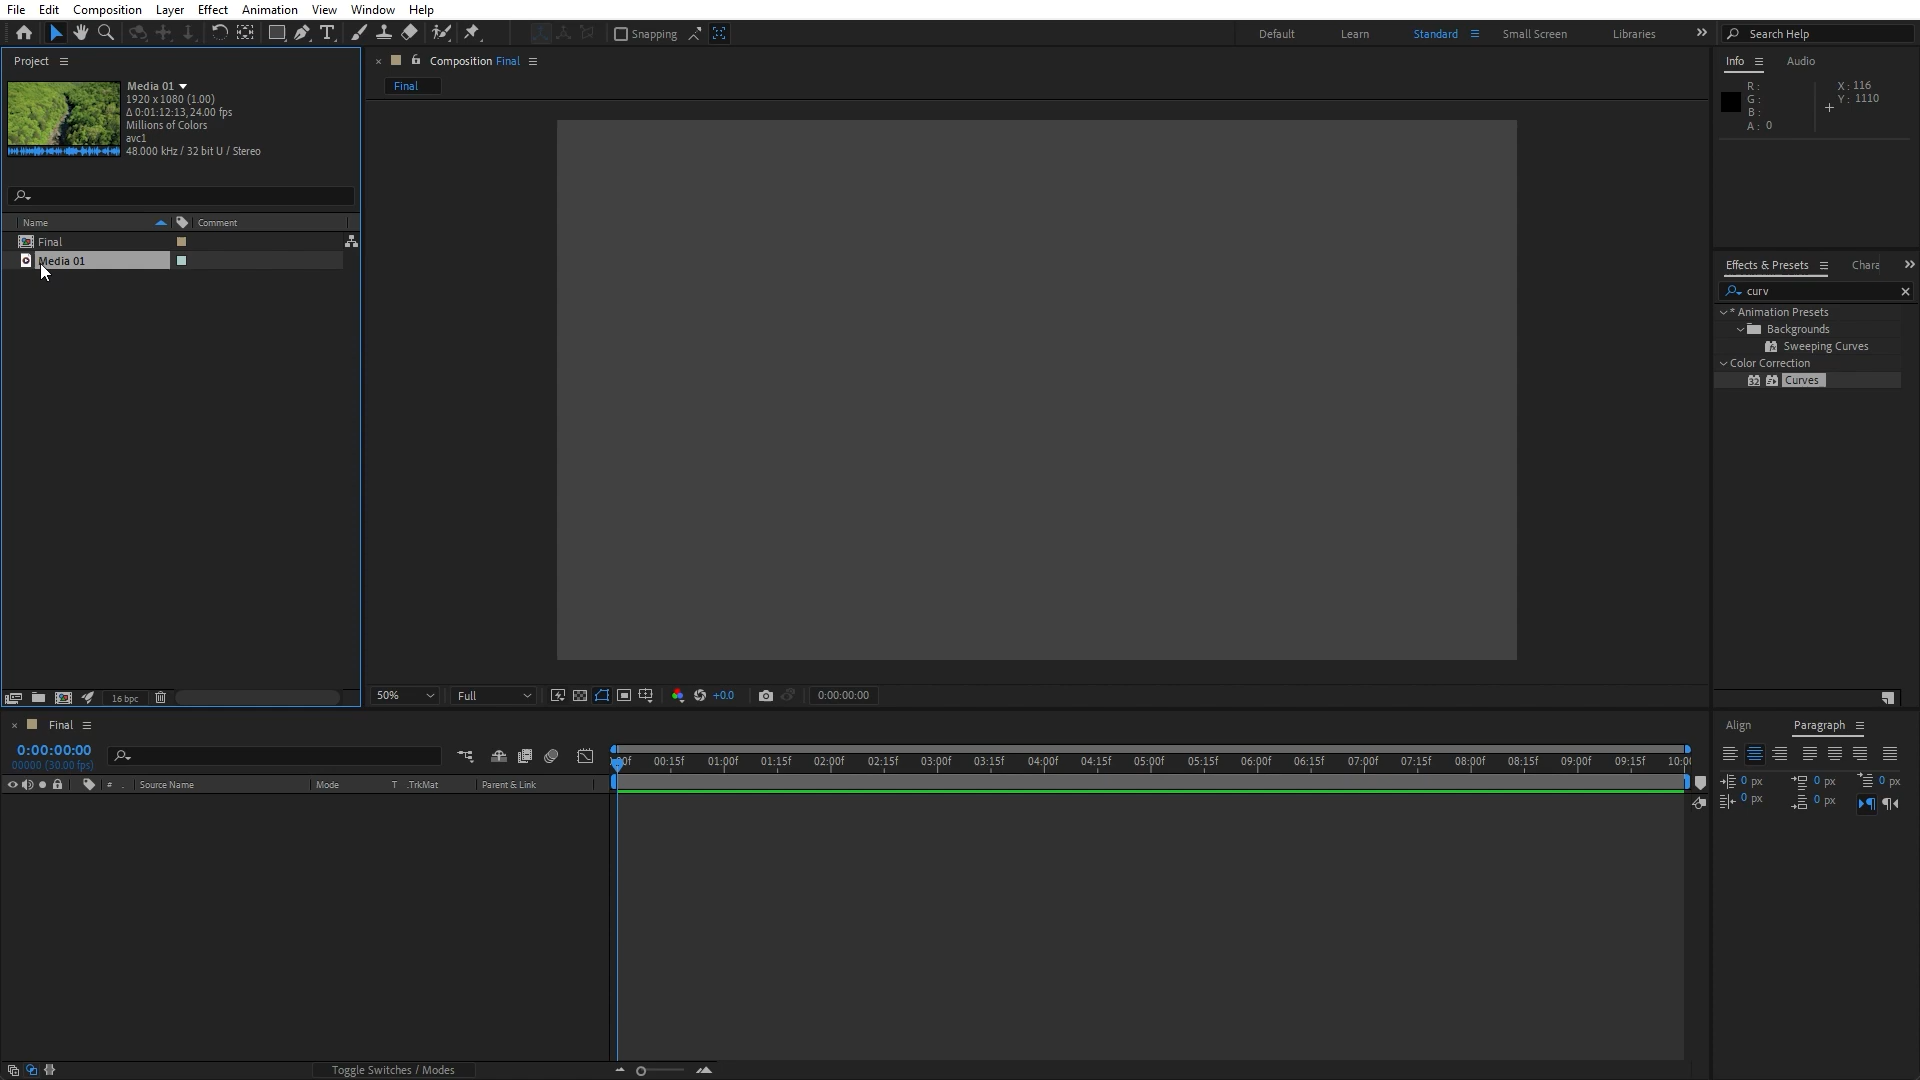 File Edit Composition Layer Effect Animation View Window Help
Snapping
Default Learn Standard Small Screen Libraries
Search Help
Project
Media 01
1920 x 1080 (1.00)
Δ 0:01:12:13, 24.00 fps
Millions of Colors
avc1
48.000 kHz / 32 bit U / Stereo
Name Comment
Final
Media 01
16 bpc
Composition Final
Final
50% Full +0.0 0:00:00:00
Info Audio
R: X: 116
G: Y: 1110
B:
A: 0
Effects & Presets Chara
curv
* Animation Presets
Backgrounds
Sweeping Curves
Color Correction
32 Curves
Final
0:00:00:00
00000 (30.00 fps)
# . Source Name Mode T .TrkMat Parent & Link
00f 00:15f 01:00f 01:15f 02:00f 02:15f 03:00f 03:15f 04:00f 04:15f 05:00f 05:15f 06:00f 06:15f 07:00f 07:15f 08:00f 08:15f 09:00f 09:15f 10:00
Toggle Switches / Modes
Align Paragraph
0 px 0 px 0 px
0 px 0 px